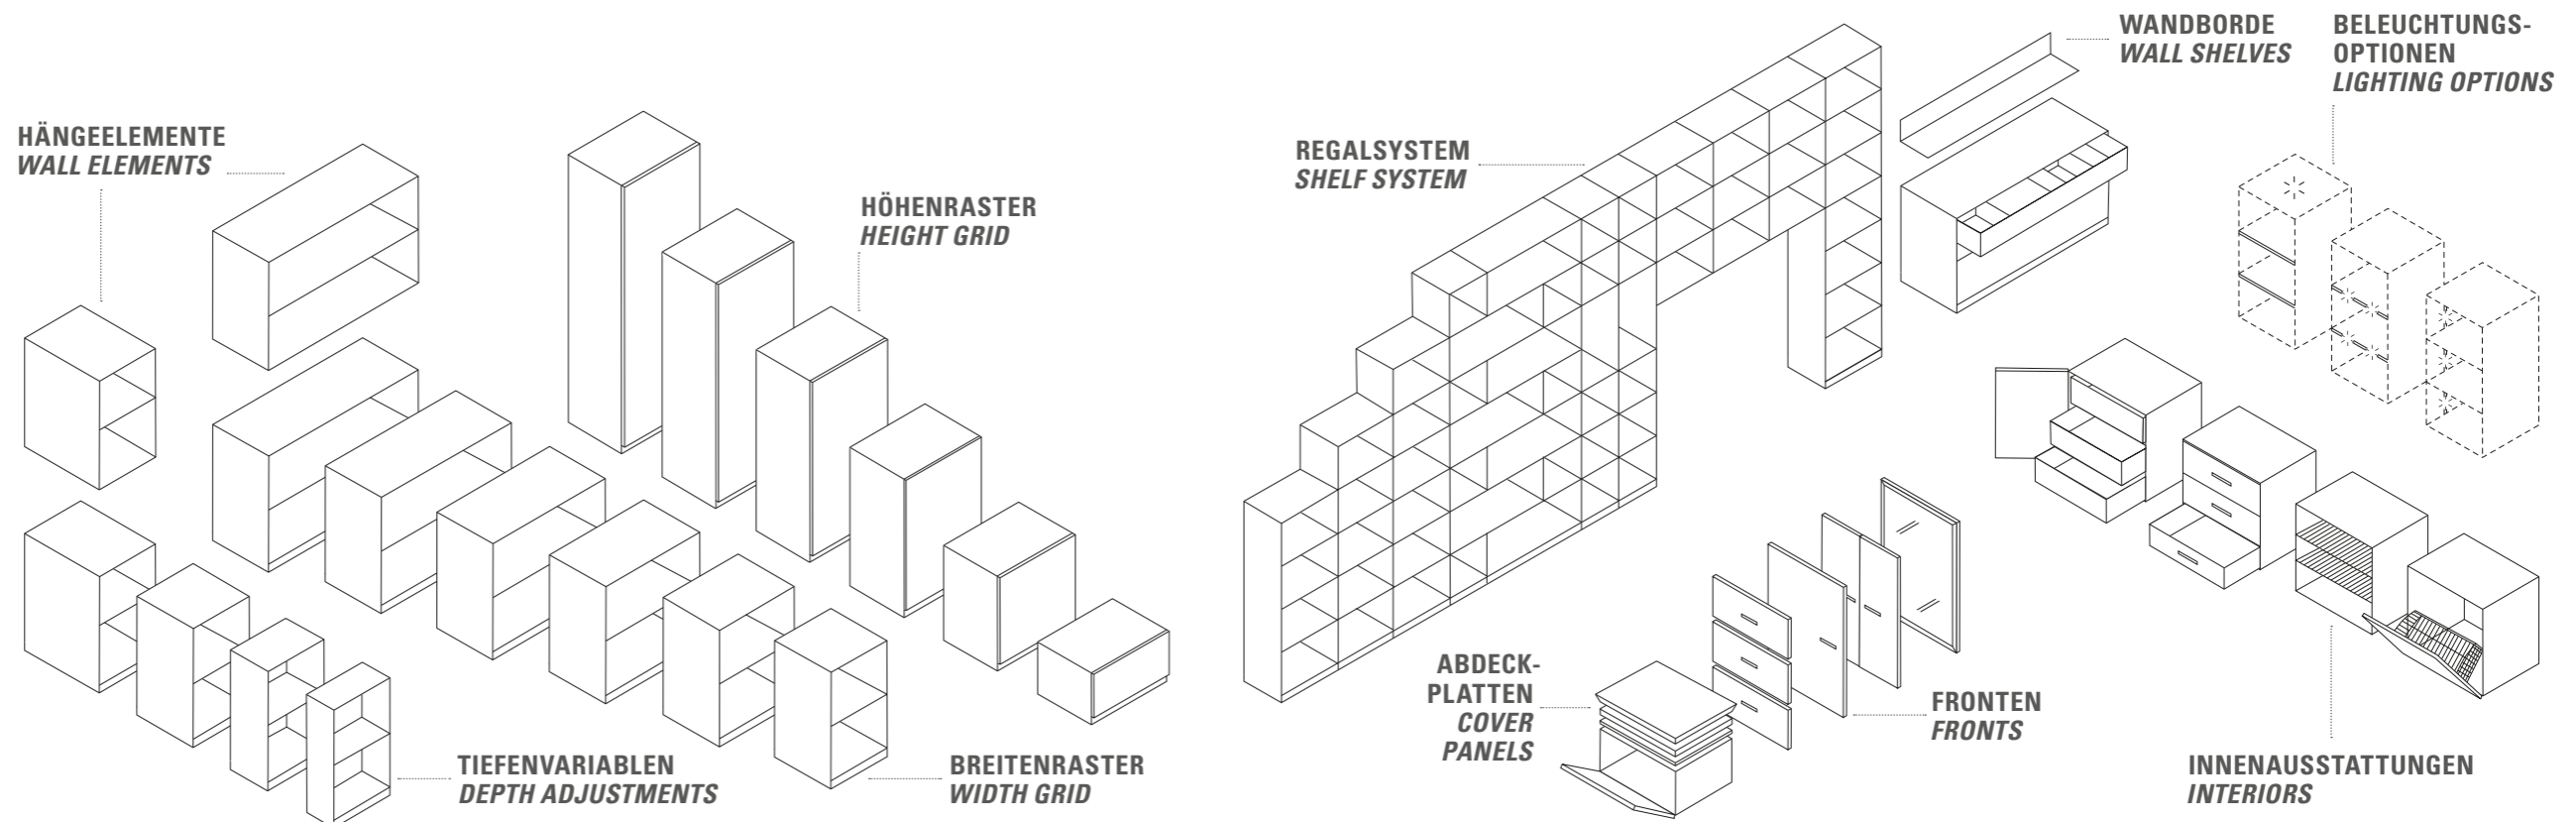 HÄNGEELEMENTE
WALL ELEMENTS
HÖHENRASTER
HEIGHT GRID
TIEFENVARIABLEN
DEPTH ADJUSTMENTS
BREITENRASTER
WIDTH GRID
REGALSYSTEM
SHELF SYSTEM
WANDBORDE
WALL SHELVES
BELEUCHTUNGS-
OPTIONEN
LIGHTING OPTIONS
ABDECK-
PLATTEN
COVER
PANELS
FRONTEN
FRONTS
INNENAUSSTATTUNGEN
INTERIORS